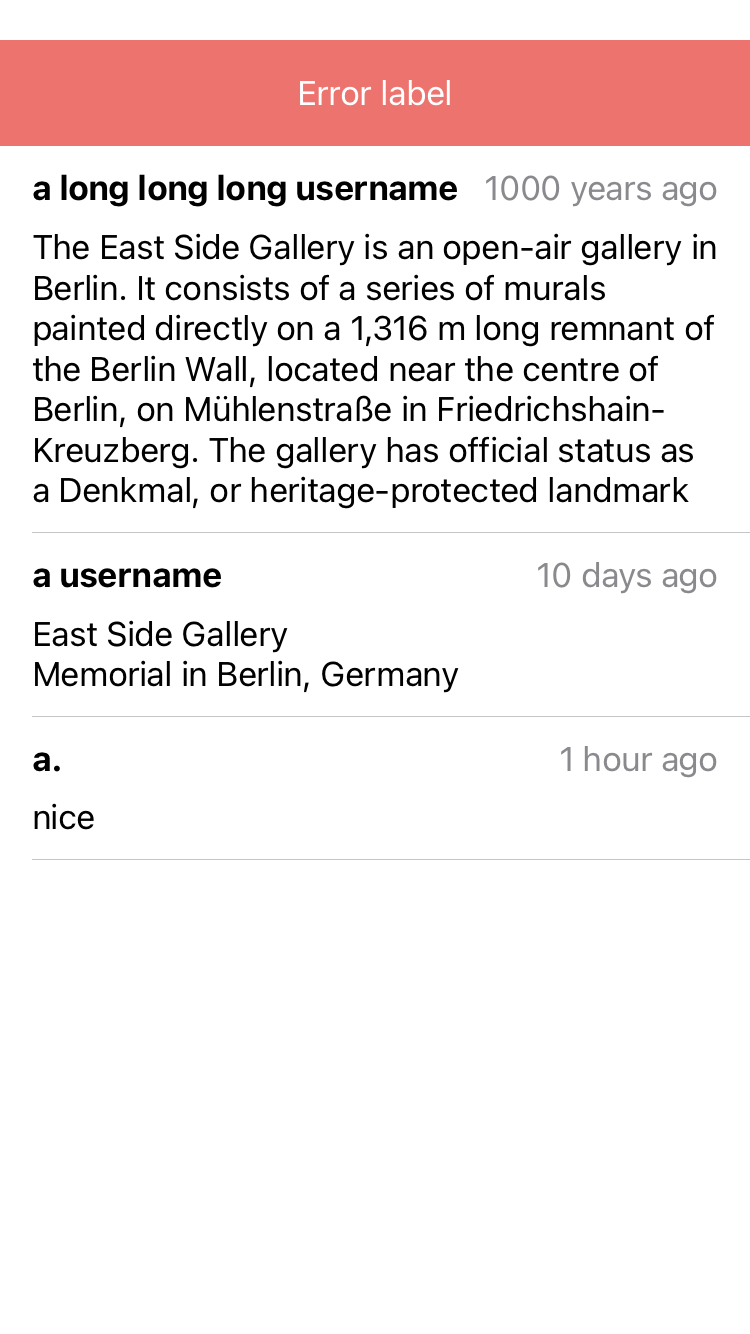 Error label
a long long long username 1000 years ago
The East Side Gallery is an open-air gallery in
Berlin. It consists of a series of murals
painted directly on a 1,316 m long remnant of
the Berlin Wall, located near the centre of
Berlin, on Mühlenstraße in Friedrichshain-
Kreuzberg. The gallery has official status as
a Denkmal, or heritage-protected landmark
a username 10 days ago
East Side Gallery
Memorial in Berlin, Germany
a. 1 hour ago
nice